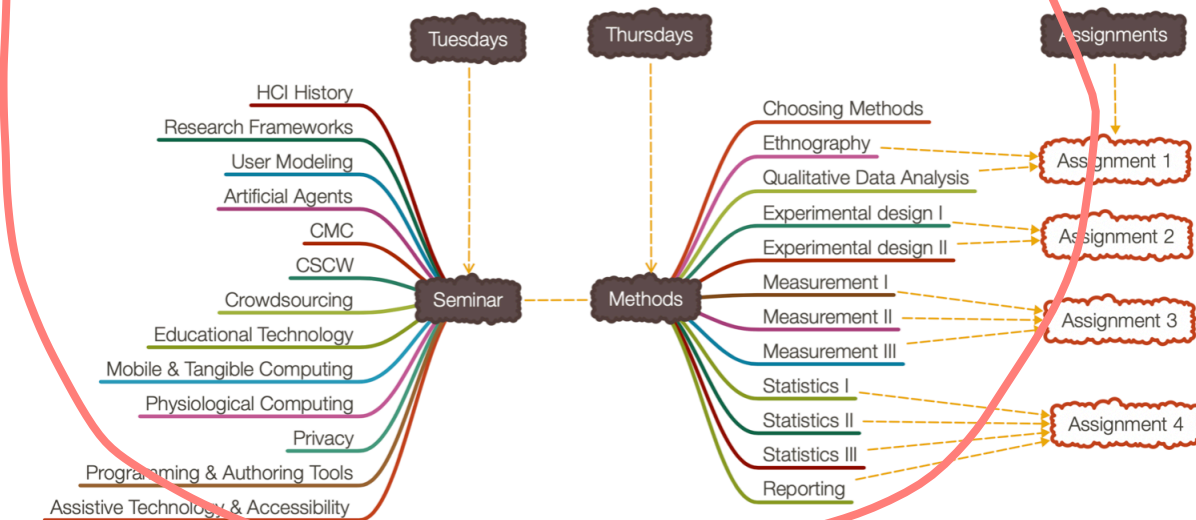 Tuesdays
Thursdays
Assignments
HCI History
Research Frameworks
User Modeling
Artificial Agents
CMC
CSCW
Crowdsourcing
Educational Technology
Mobile & Tangible Computing
Physiological Computing
Privacy
Programming & Authoring Tools
Assistive Technology & Accessibility
Seminar
Methods
Choosing Methods
Ethnography
Qualitative Data Analysis
Experimental design I
Experimental design II
Measurement I
Measurement II
Measurement III
Statistics I
Statistics II
Statistics III
Reporting
Assignment 1
Assignment 2
Assignment 3
Assignment 4